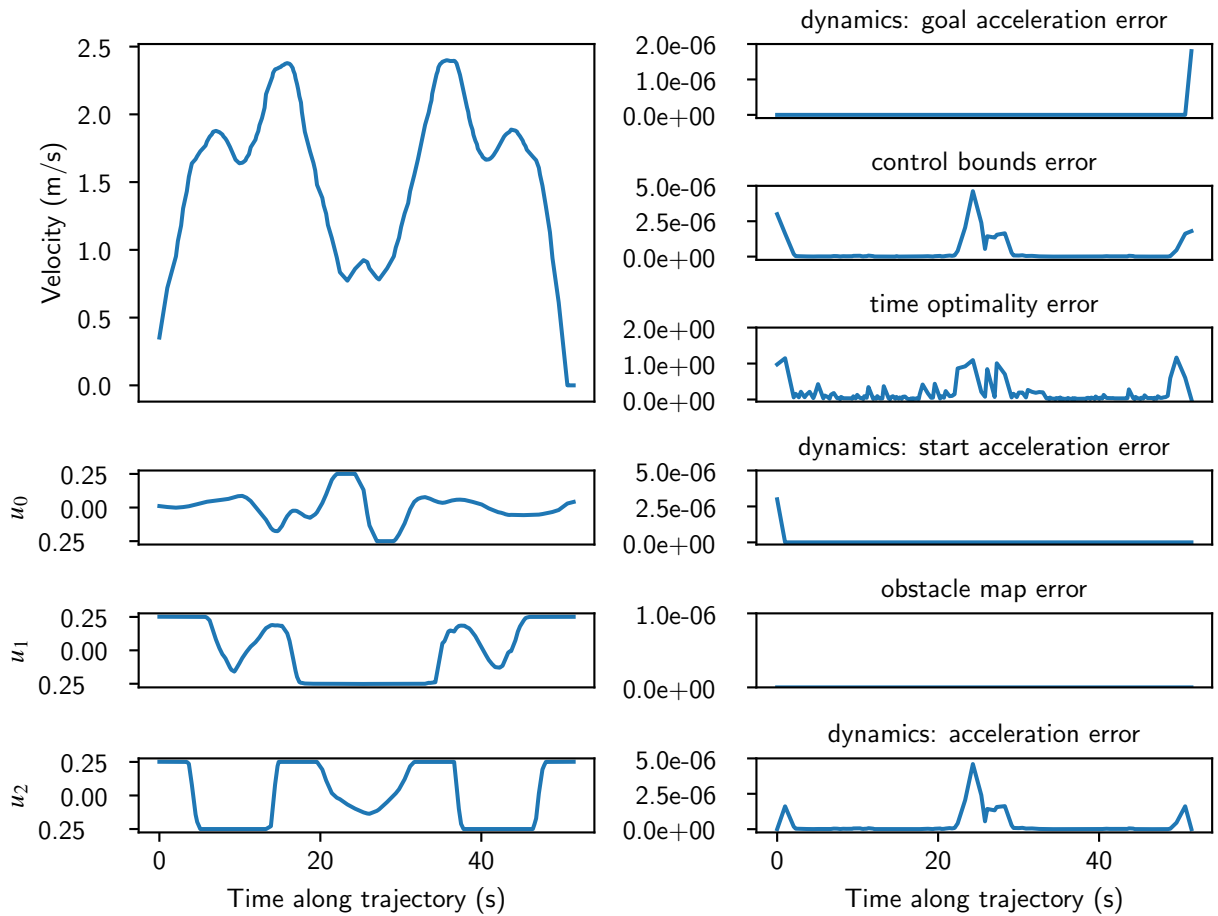 2.5
2.0
1.5
1.0
0.5
0.0
Velocity (m/s)
0.25
0.00
0.25
u0
0.25
0.00
0.25
u1
0.25
0.00
0.25
u2
0
20
40
Time along trajectory (s)
dynamics: goal acceleration error
2.0e-06
1.0e-06
0.0e+00
control bounds error
5.0e-06
2.5e-06
0.0e+00
time optimality error
2.0e+00
1.0e+00
0.0e+00
dynamics: start acceleration error
5.0e-06
2.5e-06
0.0e+00
obstacle map error
1.0e-06
0.0e+00
dynamics: acceleration error
5.0e-06
2.5e-06
0.0e+00
0
20
40
Time along trajectory (s)